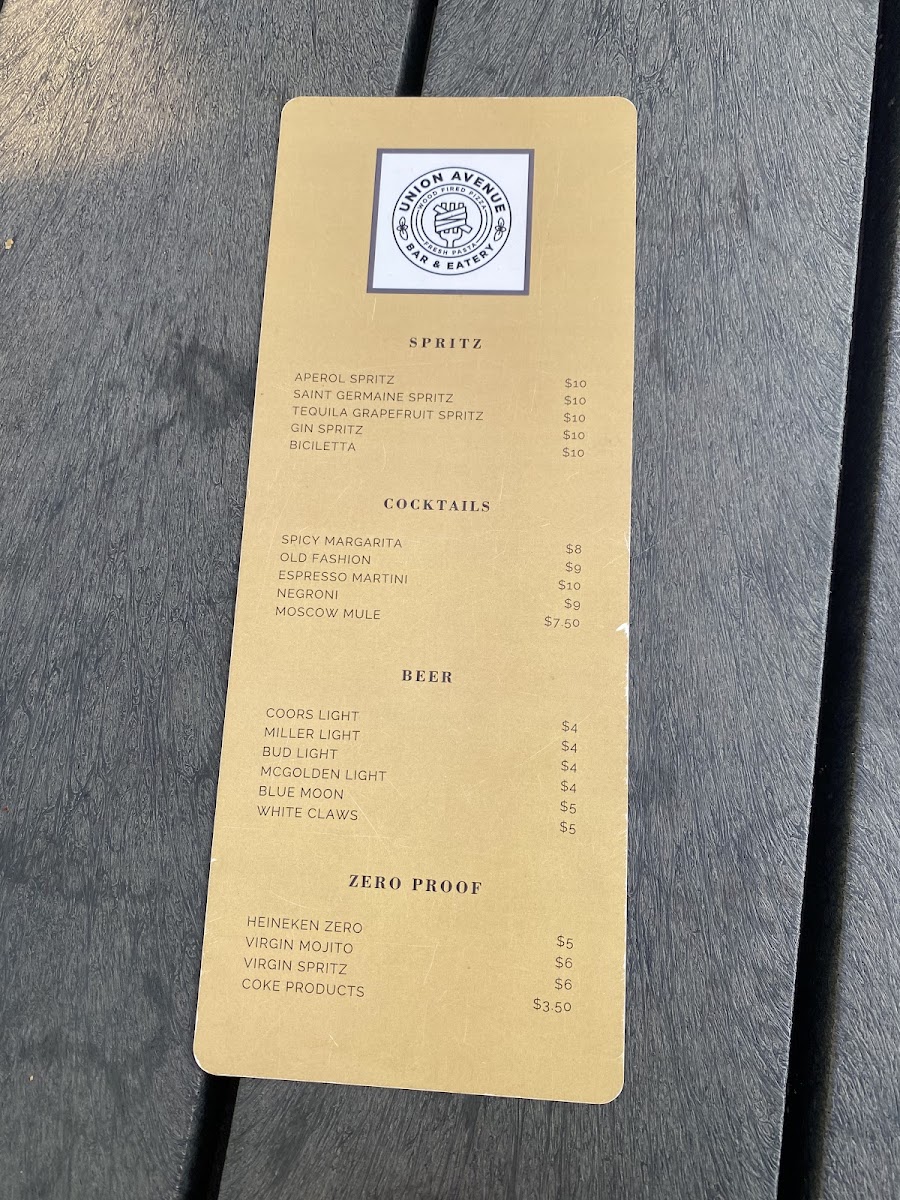 UNION AVENUE
WOOD FIRED PIZZA
FRESH PASTA
BAR & EATERY
SPRITZ
APEROL SPRITZ $10
SAINT GERMAINE SPRITZ $10
TEQUILA GRAPEFRUIT SPRITZ $10
GIN SPRITZ $10
BICILETTA $10
COCKTAILS
SPICY MARGARITA $8
OLD FASHION $9
ESPRESSO MARTINI $10
NEGRONI $9
MOSCOW MULE $7.50
BEER
COORS LIGHT $4
MILLER LIGHT $4
BUD LIGHT $4
MCGOLDEN LIGHT $4
BLUE MOON $5
WHITE CLAWS $5
ZERO PROOF
HEINEKEN ZERO $5
VIRGIN MOJITO $6
VIRGIN SPRITZ $6
COKE PRODUCTS $3.50